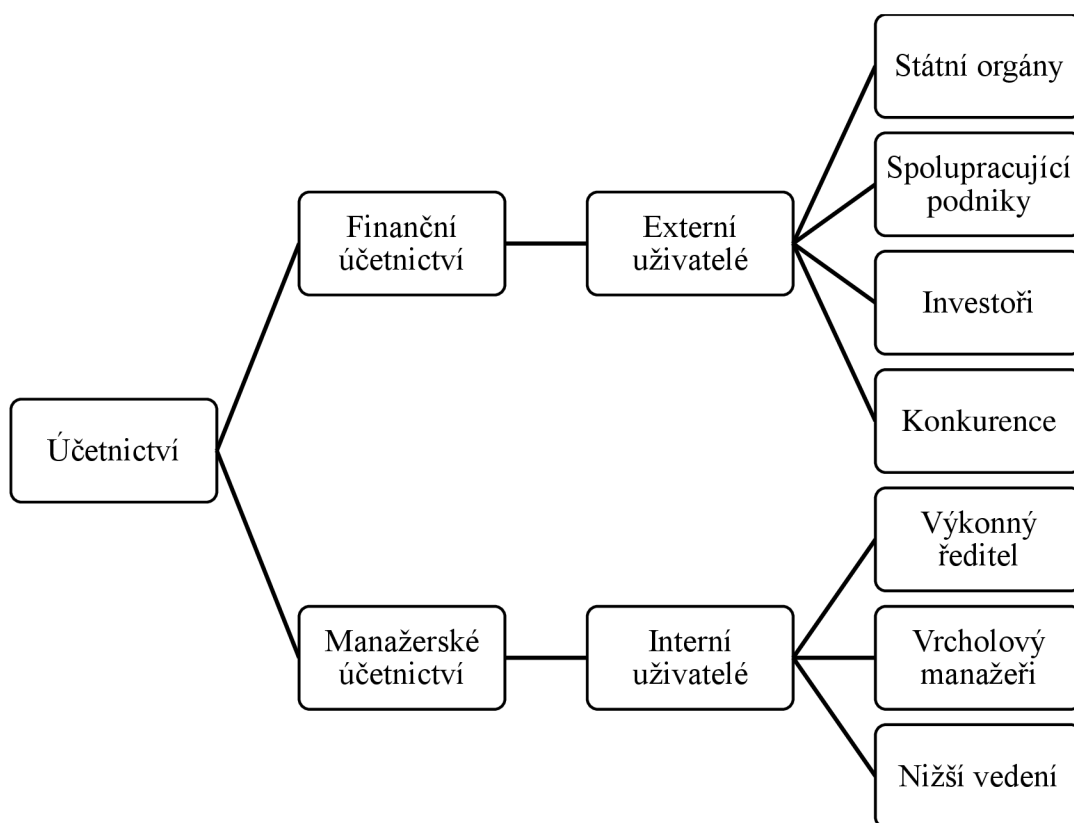 Účetnictví
Finanční
účetnictví
Externí
uživatelé
Státní orgány
Spolupracující
podniky
Investoři
Konkurence
Manažerské
účetnictví
Interní
uživatelé
Výkonný
ředitel
Vrcholový
manažeři
Nižší vedení